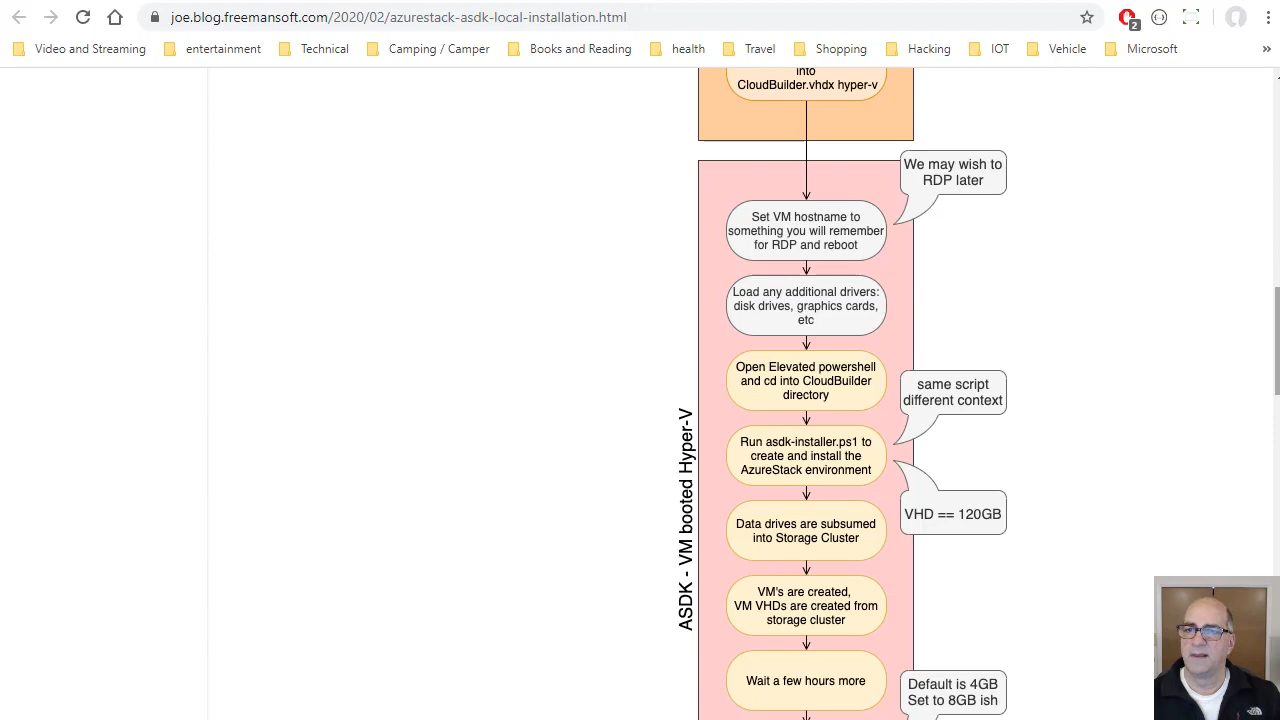 joe.blog.freemansoft.com/2020/02/azurestack-asdk-local-installation.html
2
Video and Streaming
entertainment
Technical
Camping / Camper
Books and Reading
health
Travel
Shopping
Hacking
IOT
Vehicle
Microsoft
»
into
CloudBuilder.vhdx hyper-v
We may wish to
RDP later
Set VM hostname to
something you will remember
for RDP and reboot
Load any additional drivers:
disk drives, graphics cards,
etc
Open Elevated powershell
and cd into CloudBuilder
directory
same script
different context
Run asdk-installer.ps1 to
create and install the
AzureStack environment
VHD == 120GB
Data drives are subsumed
into Storage Cluster
ASDK - VM booted Hyper-V
VM's are created,
VM VHDs are created from
storage cluster
Wait a few hours more
Default is 4GB
Set to 8GB ish